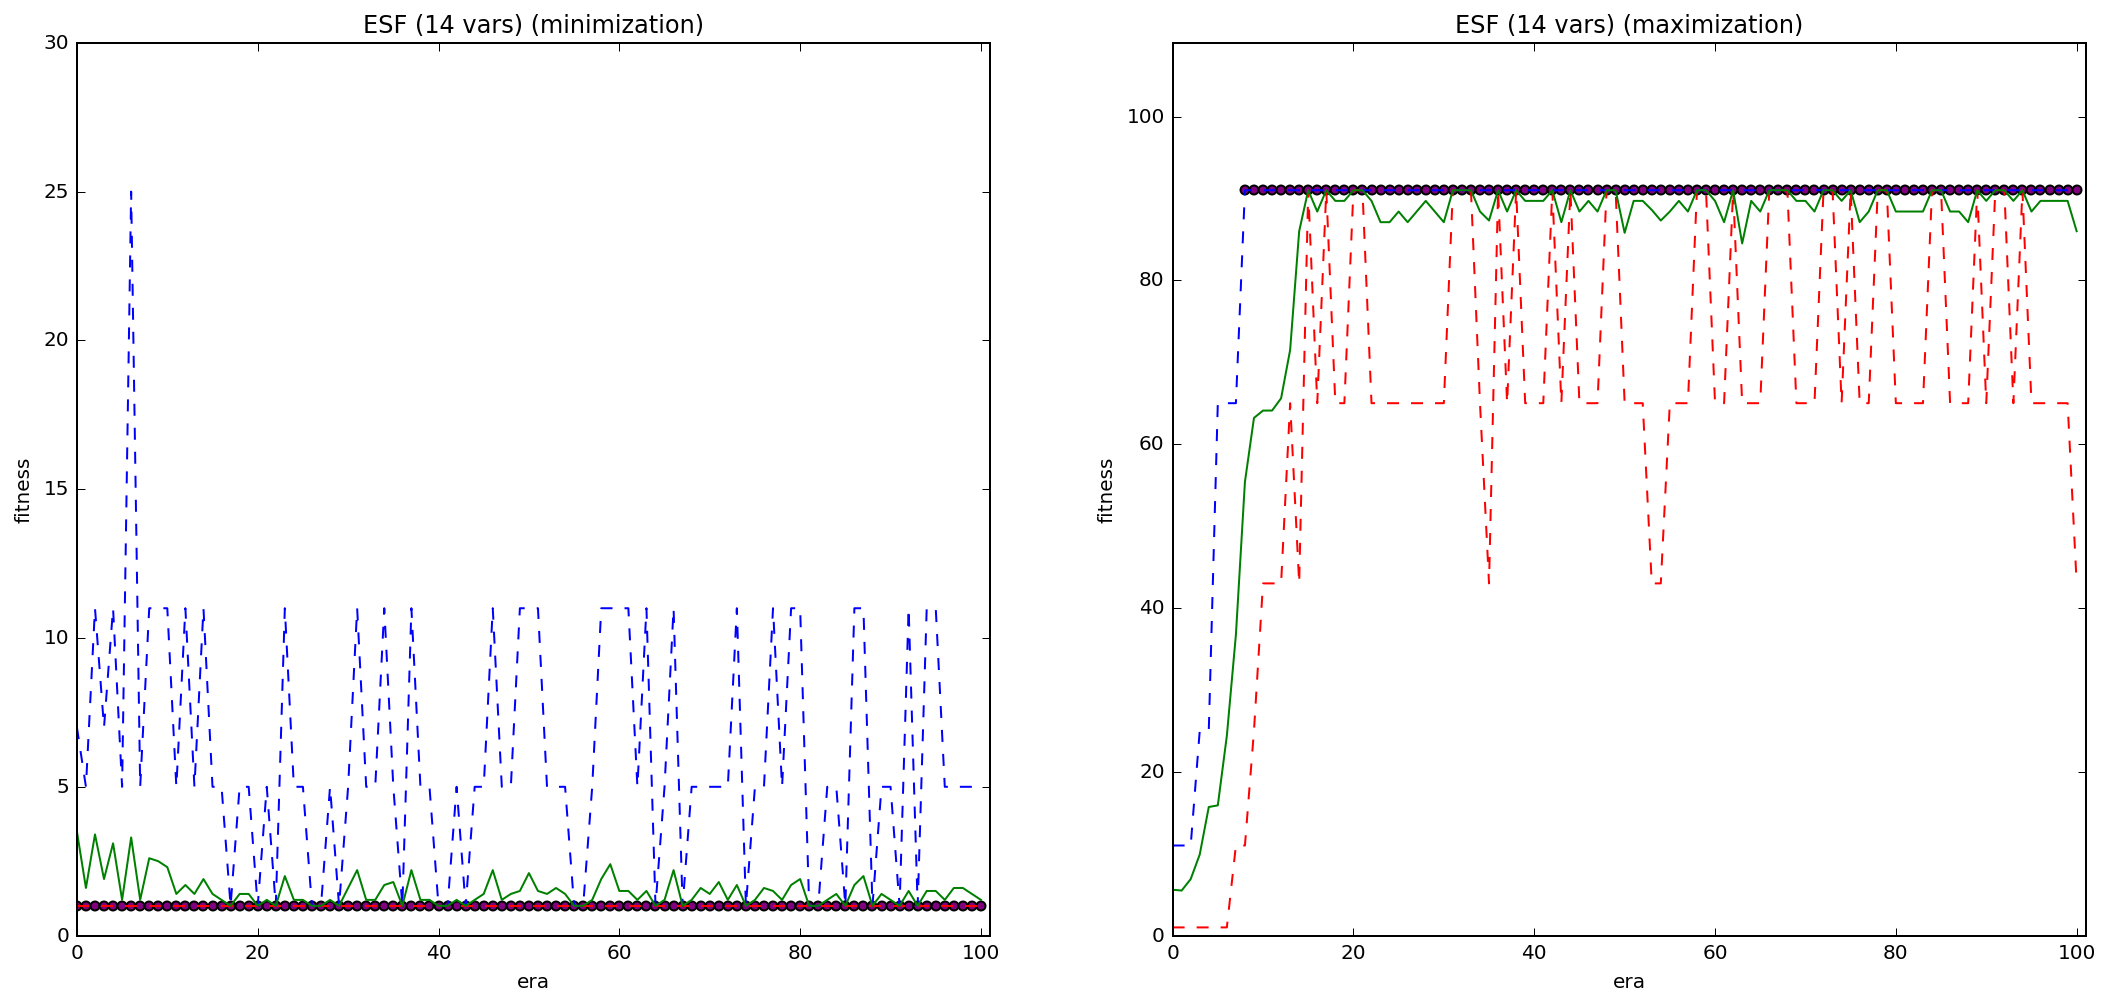 ESF (14 vars) (minimization)
30
25
20
15
10
5
0
fitness
0 20 40 60 80 100
era
ESF (14 vars) (maximization)
100
80
60
40
20
0
fitness
0 20 40 60 80 100
era